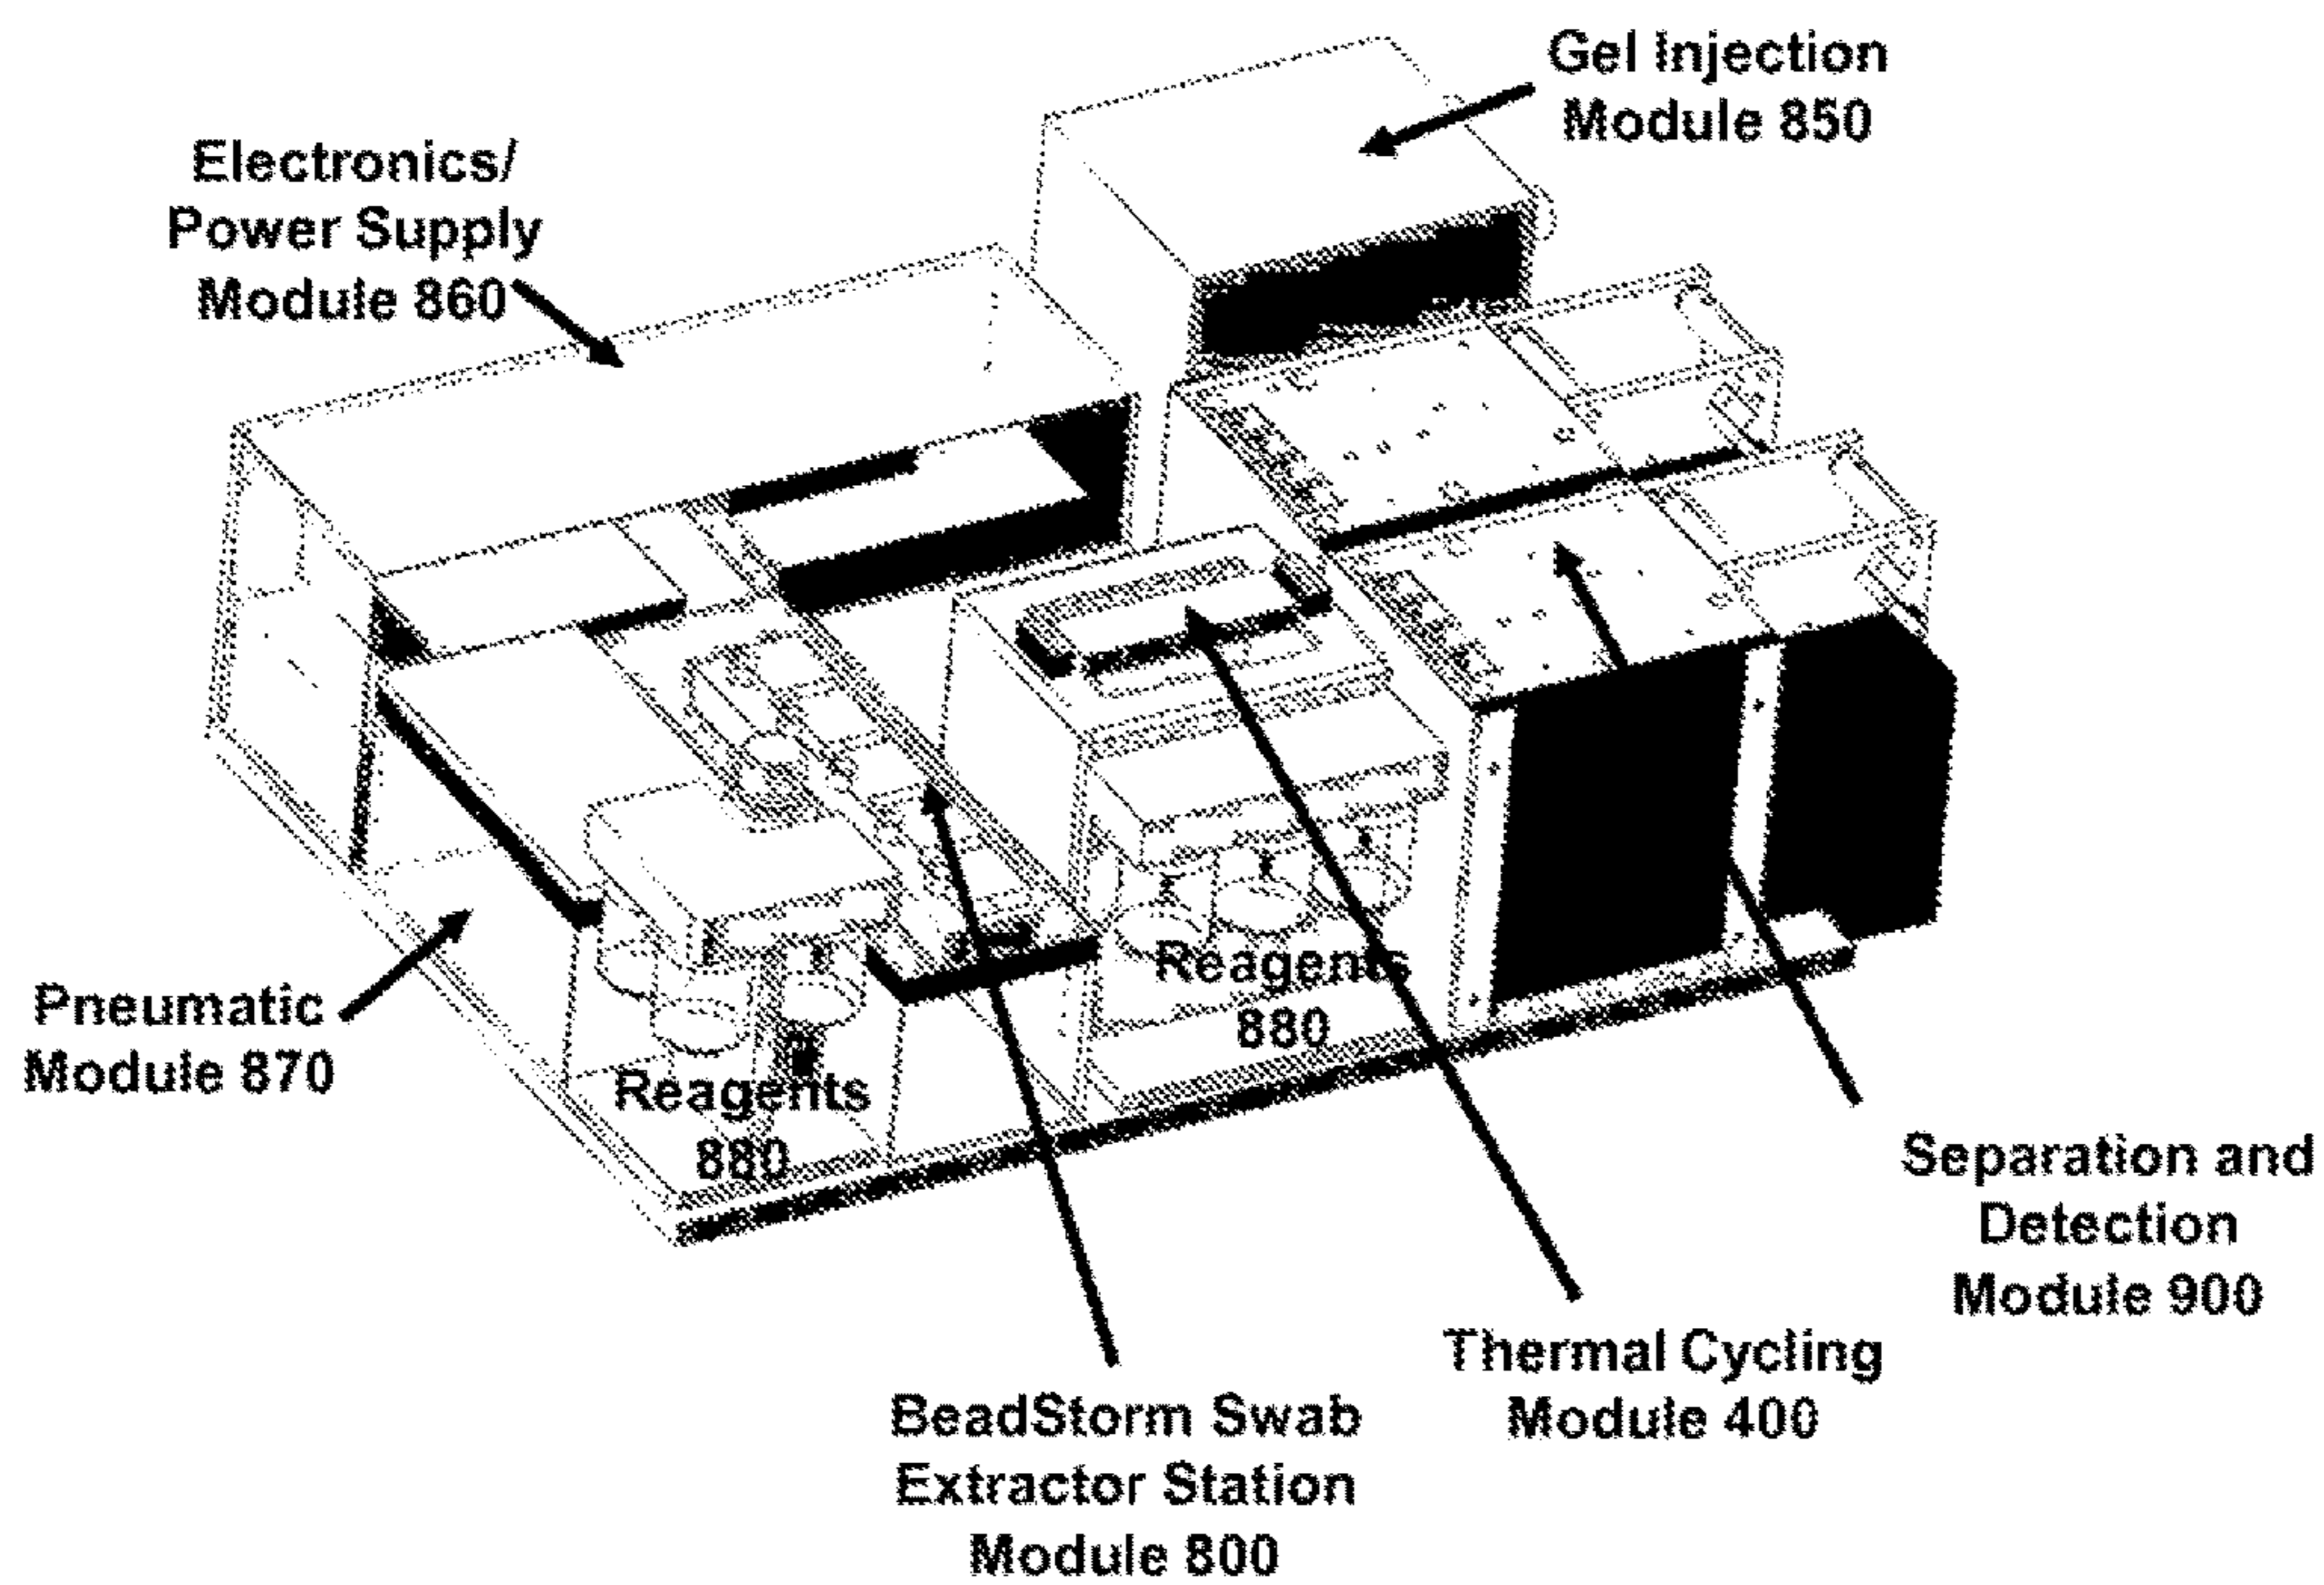 Gel Injection
Module 850
Electronics/
Power Supply
Module 860
Pneumatic
Module 870
Reagents
880
Reagents
880
Separation and
Detection
Module 900
Thermal Cycling
Module 400
BeadStorm Swab
Extractor Station
Module 800